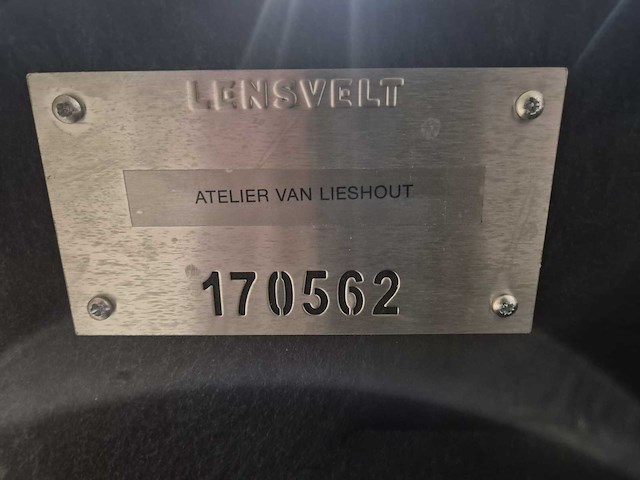 LENSVELT
ATELIER VAN LIESHOUT
170562